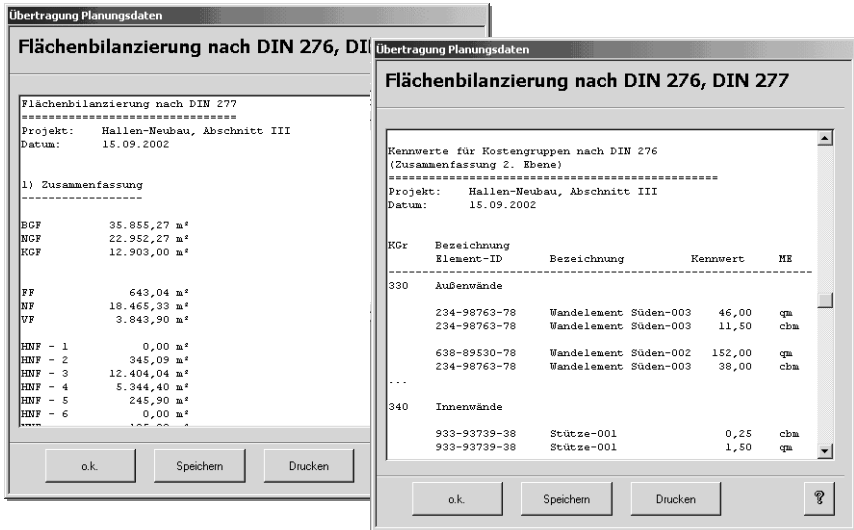 Übertragung Planungsdaten
Flächenbilanzierung nach DIN 276, DI
Flächenbilanzierung nach DIN 277
================================
Projekt: Hallen-Neubau, Abschnitt III
Datum: 15.09.2002
1) Zusammenfassung
------------------
BGF 35.855,27 m²
NGF 22.952,27 m²
KGF 12.903,00 m²
FF 643,04 m²
NF 18.465,33 m²
VF 3.843,90 m²
HNF - 1 0,00 m²
HNF - 2 345,09 m²
HNF - 3 12.404,04 m²
HNF - 4 5.344,40 m²
HNF - 5 245,90 m²
HNF - 6 0,00 m²
o.k. Speichern Drucken
Übertragung Planungsdaten
Flächenbilanzierung nach DIN 276, DIN 277
Kennwerte für Kostengruppen nach DIN 276
(Zusammenfassung 2. Ebene)
=================================================
Projekt: Hallen-Neubau, Abschnitt III
Datum: 15.09.2002
KGr Bezeichnung
Element-ID Bezeichnung Kennwert ME
---------------------------------------------------------------
330 Außenwände
234-98763-78 Wandelement Süden-003 46,00 qm
234-98763-78 Wandelement Süden-003 11,50 cbm
638-89530-78 Wandelement Süden-002 152,00 qm
234-98763-78 Wandelement Süden-003 38,00 cbm
...
340 Innenwände
933-93739-38 Stütze-001 0,25 cbm
933-93739-38 Stütze-001 1,50 qm
o.k. Speichern Drucken ?